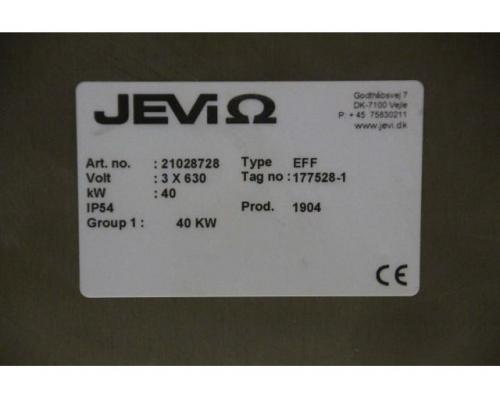 JEVI Ω
Godthåbsvej 7
DK-7100 Vejle
P: + 45 75830211
www.jevi.dk
Art. no. : 21028728 Type EFF
Volt : 3 X 630 Tag no : 177528-1
kW : 40
IP54 Prod. 1904
Group 1 : 40 KW
CE